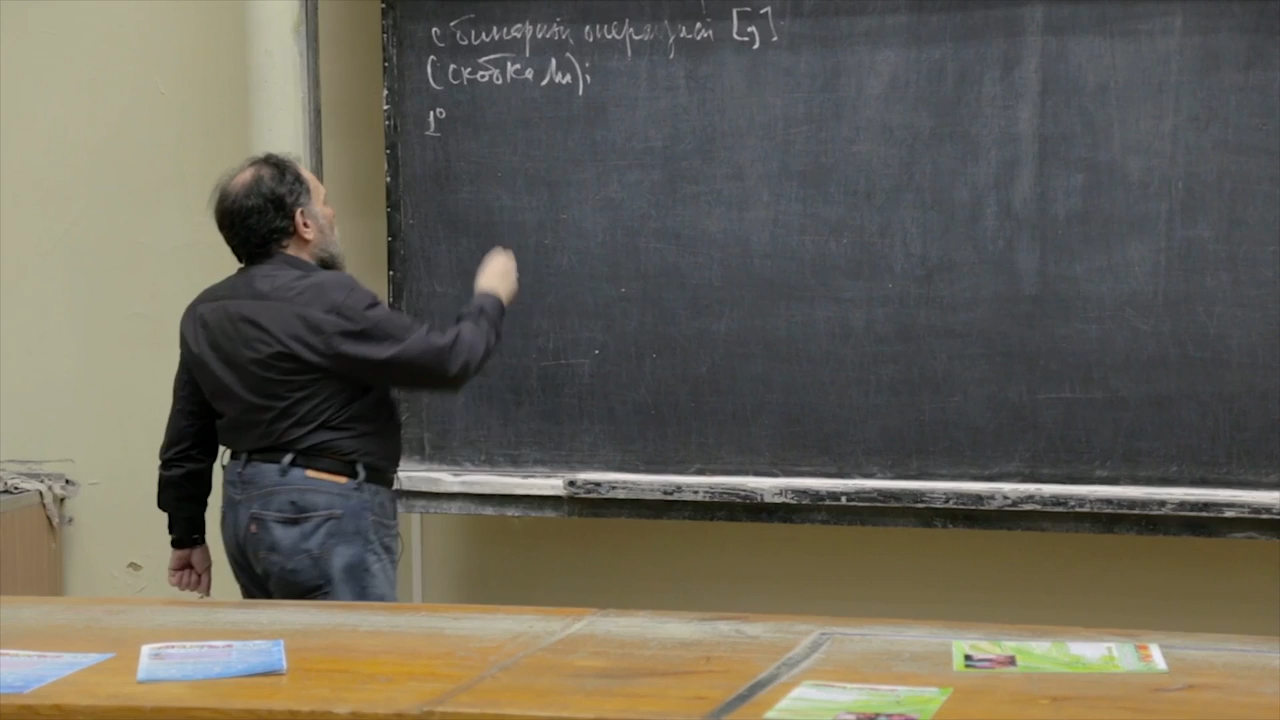 с бинарной операцией [,]
(скобка Ли):
1°